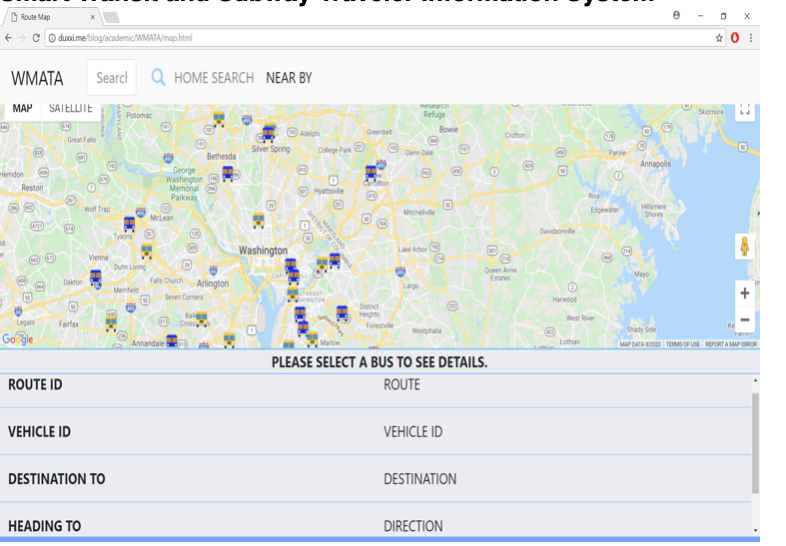 Smart Transit and Subway Traveler Information System
Route Map
duxxi.me/blog/academic/WMATA/map.html
WMATA Search HOME SEARCH NEAR BY
MAP SATELLITE
Potomac
Research
Refuge
Skidmore
Great Falls
Adelphi
Greenbelt
Bowie
Crofton
Silver Spring
College Park
Glenn Dale
Parole
Bethesda
Annapolis
Herndon
George
Washington
Memorial
Parkway
Carrollton
Reston
Hyattsville
Riva
Wolf Trap
McLean
Mitchellville
Edgewater
Hillsmere
Shores
Tysons
Davidsonville
Vienna
Dunn Loring
Washington
Lake Arbor
Oakton
Falls Church
Arlington
Largo
Queen Anne
Estates
Mayo
Merrifield
Seven Corners
Harwood
District
Heights
Legato
Fairfax
Forestville
Westphalia
West River
Shady Side
Annandale
Marlow
Lothian
Google
MAP DATA ©2020 TERMS OF USE REPORT A MAP ERROR
PLEASE SELECT A BUS TO SEE DETAILS.
ROUTE ID ROUTE
VEHICLE ID VEHICLE ID
DESTINATION TO DESTINATION
HEADING TO DIRECTION